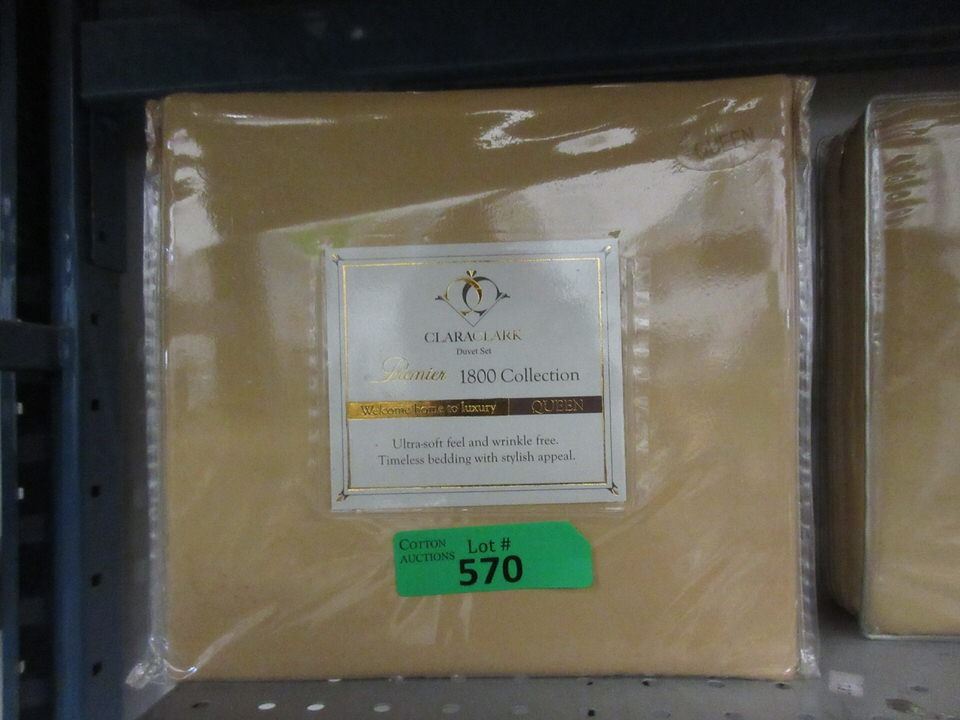 QUEEN
CLARACLARK
Duvet Set
Premier 1800 Collection
Welcome home to luxury QUEEN
Ultra-soft feel and wrinkle free.
Timeless bedding with stylish appeal.
COTTON AUCTIONS Lot #
570